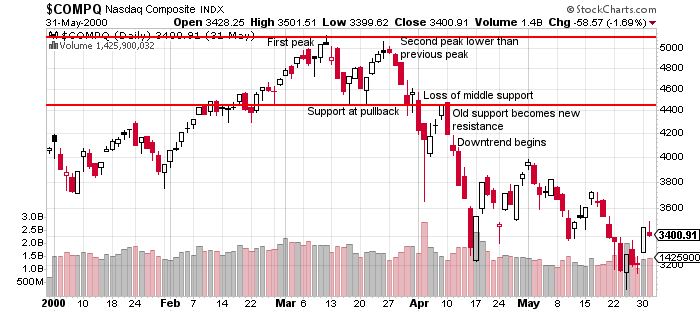 $COMPQ Nasdaq Composite INDX
© StockCharts.com
31-May-2000 Open 3428.25 High 3501.51 Low 3399.62 Close 3400.91 Volume 1.4B Chg -58.57 (-1.69%)
$COMPQ (Daily) 3400.91 (31 May)
Volume 1,425,900,032
First peak
Second peak lower than
previous peak
Support at pullback
Loss of middle support
Old support becomes new
resistance
Downtrend begins
5000
4800
4600
4400
4200
4000
3800
3600
3400.91
3200
1425900
3.0B
2.5B
2.0B
1.5B
1.0B
500M
2000 10 18 24 Feb 7 14 22 Mar 6 13 20 27 Apr 10 17 24 May 8 15 22 30